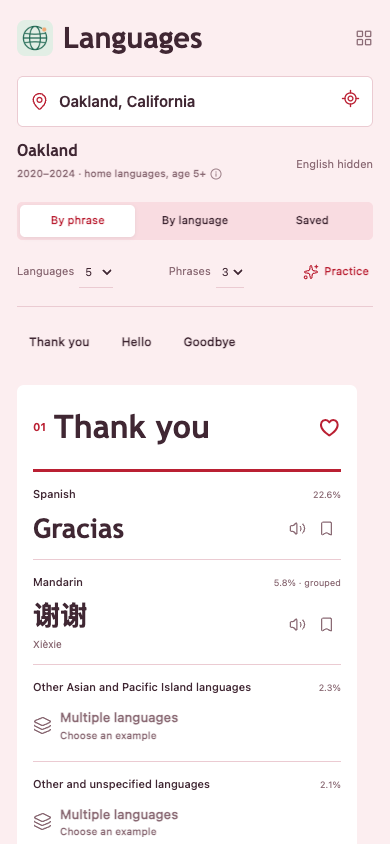 Languages
Oakland, California
Oakland
2020–2024 · home languages, age 5+
English hidden
By phrase
By language
Saved
Languages 5
Phrases 3
Practice
Thank you
Hello
Goodbye
01 Thank you
Spanish
22.6%
Gracias
Mandarin
5.8% · grouped
谢谢
Xièxie
Other Asian and Pacific Island languages
2.3%
Multiple languages
Choose an example
Other and unspecified languages
2.1%
Multiple languages
Choose an example